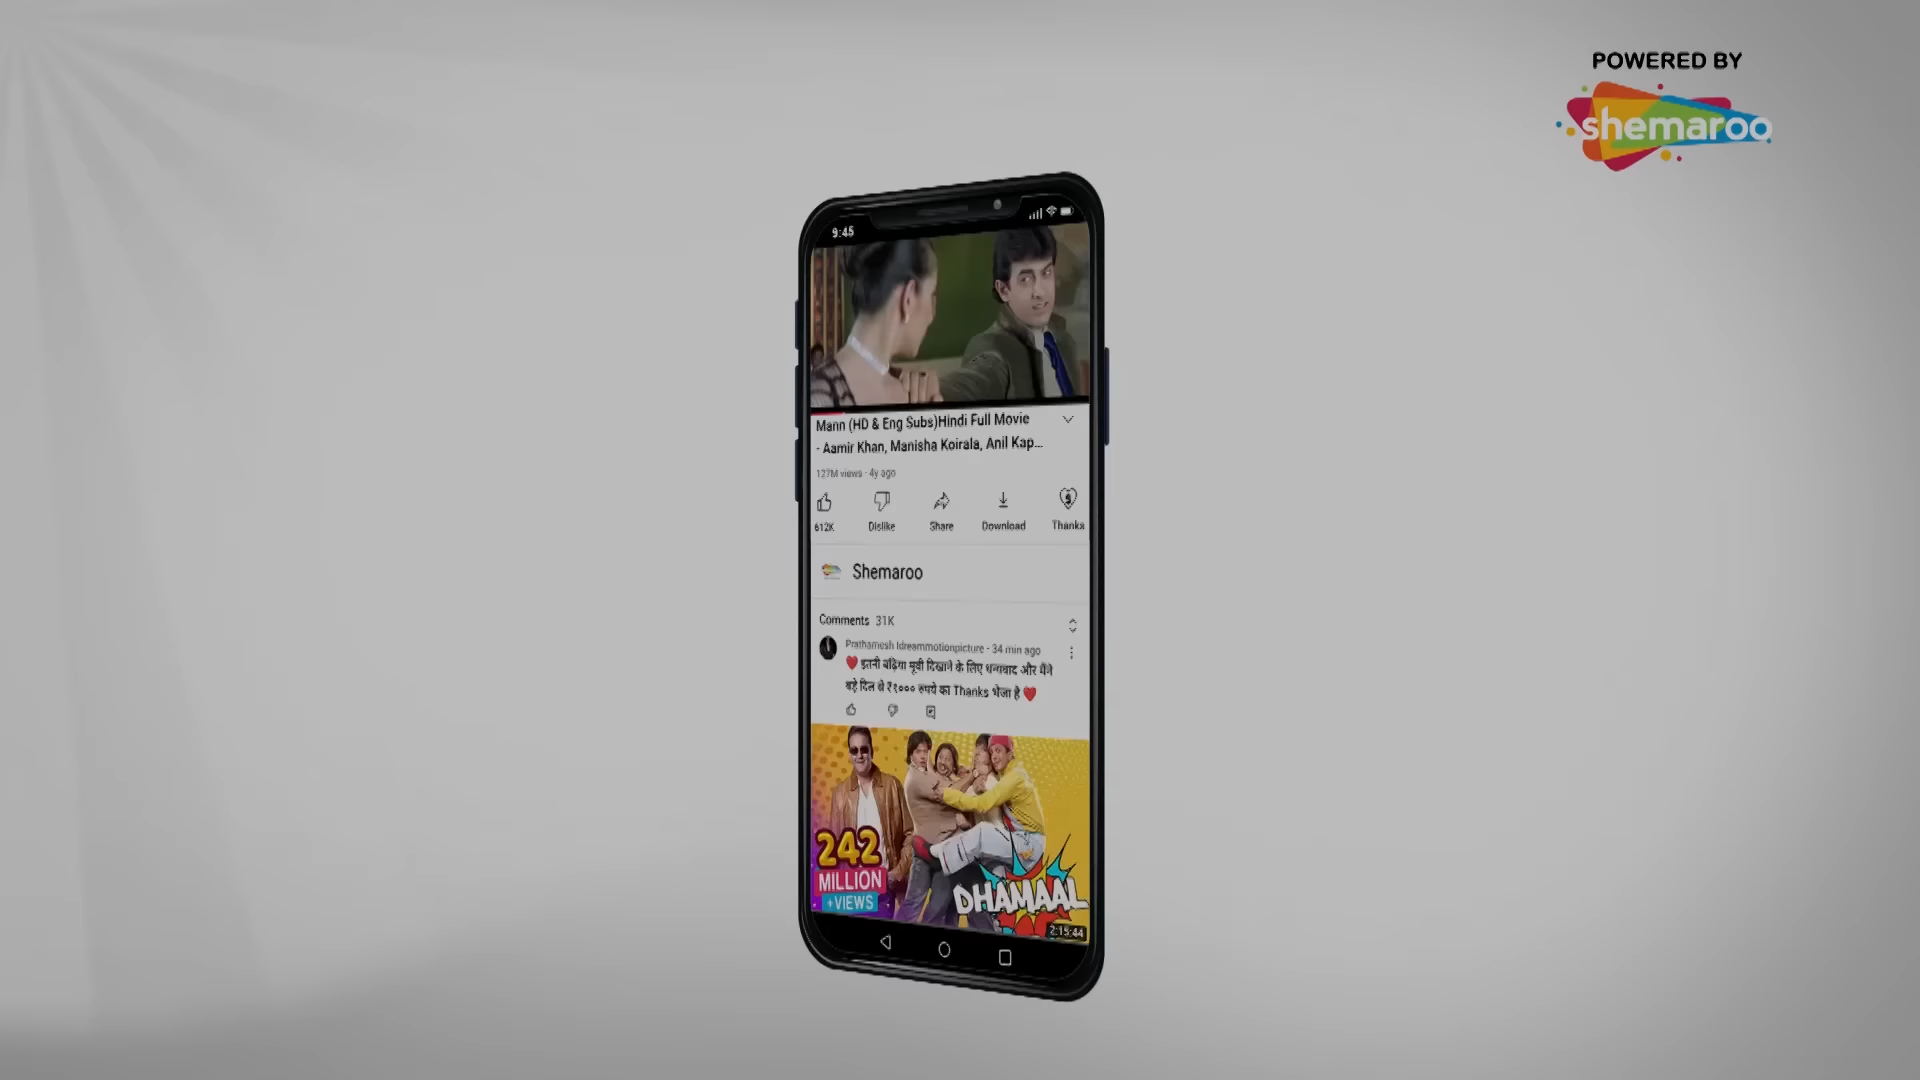 POWERED BY
shemaroo
9:45
Mann (HD & Eng Subs)Hindi Full Movie
- Aamir Khan, Manisha Koirala, Anil Kap...
127M views · 4y ago
612K
Dislike
Share
Download
Thanks
Shemaroo
Comments 31K
Prathamesh Idreammotionpicture - 34 min ago
❤️ इतनी बढ़िया मूवी दिखाने के लिए धन्यवाद और मैंने
बड़े दिल से ₹१००० रुपये का Thanks भेजा है ❤️
242
MILLION
+VIEWS
DHAMAAL
2:15:44